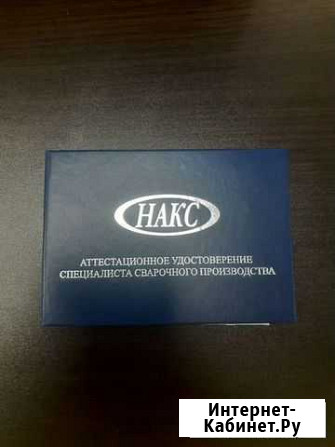 НАКС
АТТЕСТАЦИОННОЕ УДОСТОВЕРЕНИЕ
СПЕЦИАЛИСТА СВАРОЧНОГО ПРОИЗВОДСТВА
Интернет-
Кабинет.Ру